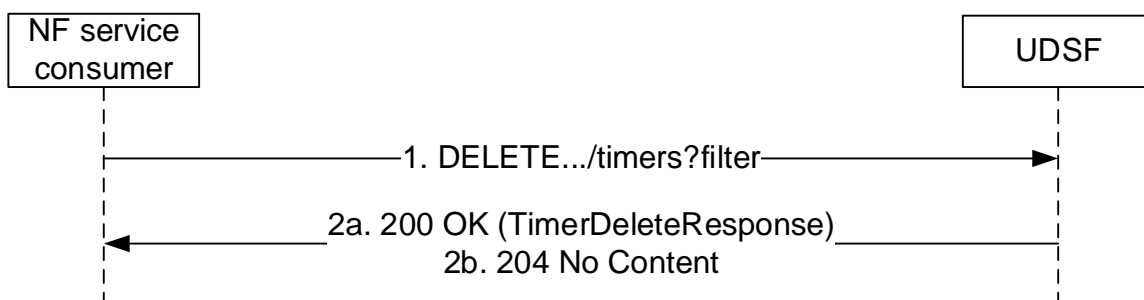 NF service
consumer
UDSF
1. DELETE.../timers?filter
2a. 200 OK (TimerDeleteResponse)
2b. 204 No Content